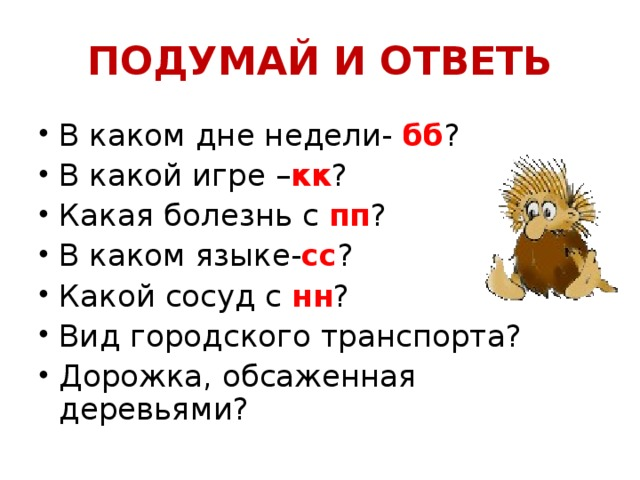 ПОДУМАЙ И ОТВЕТЬ
• В каком дне недели- бб?
• В какой игре –кк?
• Какая болезнь с пп?
• В каком языке-сс?
• Какой сосуд с нн?
• Вид городского транспорта?
• Дорожка, обсаженная
деревьями?